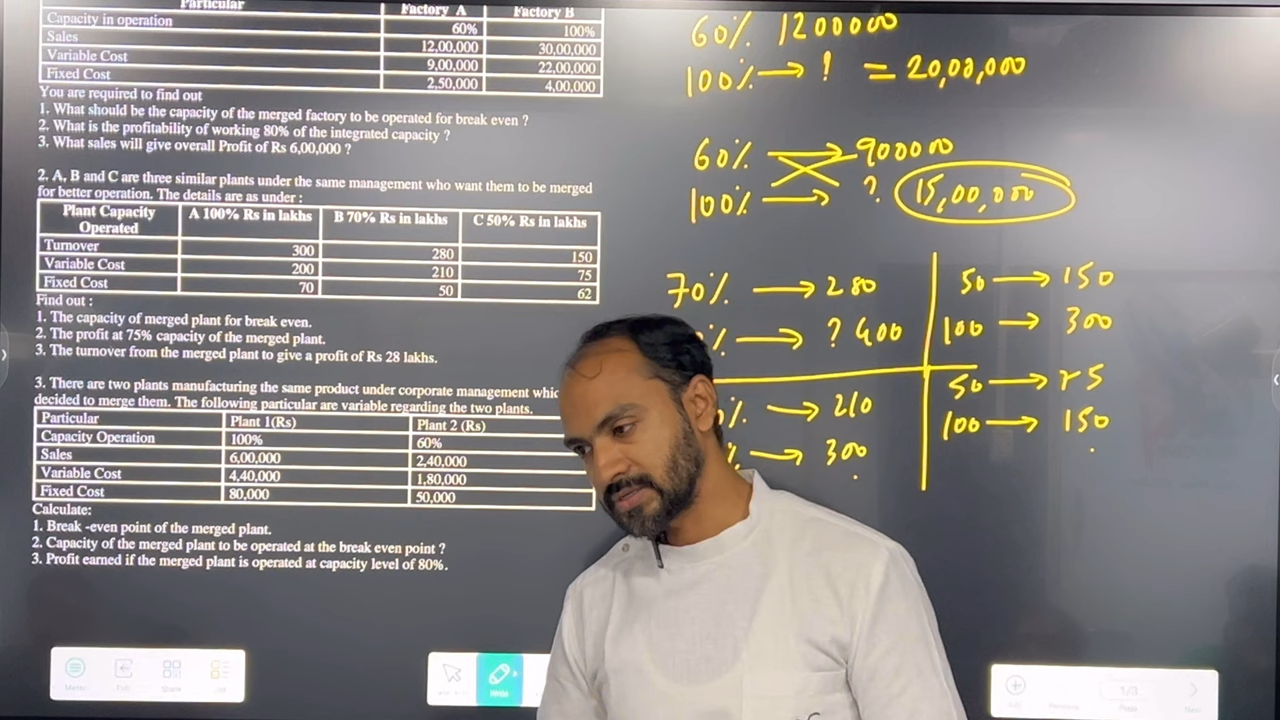 Particular Factory A Factory B
Capacity in operation 60% 100%
Sales 12,00,000 30,00,000
Variable Cost 9,00,000 22,00,000
Fixed Cost 2,50,000 4,00,000
You are required to find out
1. What should be the capacity of the merged factory to be operated for break even ?
2. What is the profitability of working 80% of the integrated capacity ?
3. What sales will give overall Profit of Rs 6,00,000 ?
2. A, B and C are three similar plants under the same management who want them to be merged
for better operation. The details are as under :
Plant Capacity Operated A 100% Rs in lakhs B 70% Rs in lakhs C 50% Rs in lakhs
Turnover 300 280 150
Variable Cost 200 210 75
Fixed Cost 70 50 62
Find out :
1. The capacity of merged plant for break even.
2. The profit at 75% capacity of the merged plant.
3. The turnover from the merged plant to give a profit of Rs 28 lakhs.
3. There are two plants manufacturing the same product under corporate management
decided to merge them. The following particular are variable regarding the two plants.
Particular Plant 1(Rs) Plant 2 (Rs)
Capacity Operation 100% 60%
Sales 6,00,000 2,40,000
Variable Cost 4,40,000 1,80,000
Fixed Cost 80,000 50,000
Calculate:
1. Break -even point of the merged plant.
2. Capacity of the merged plant to be operated at the break even point ?
3. Profit earned if the merged plant is operated at capacity level of 80%.
60% 1200000
100% → ? = 20,00,000
60% → 900000
100% → ? 15,00,000
70% → 280
% → ? 400
% → 210
% → 300
50 → 150
100 → 300
50 → 75
100 → 150
Write
1/3
Page